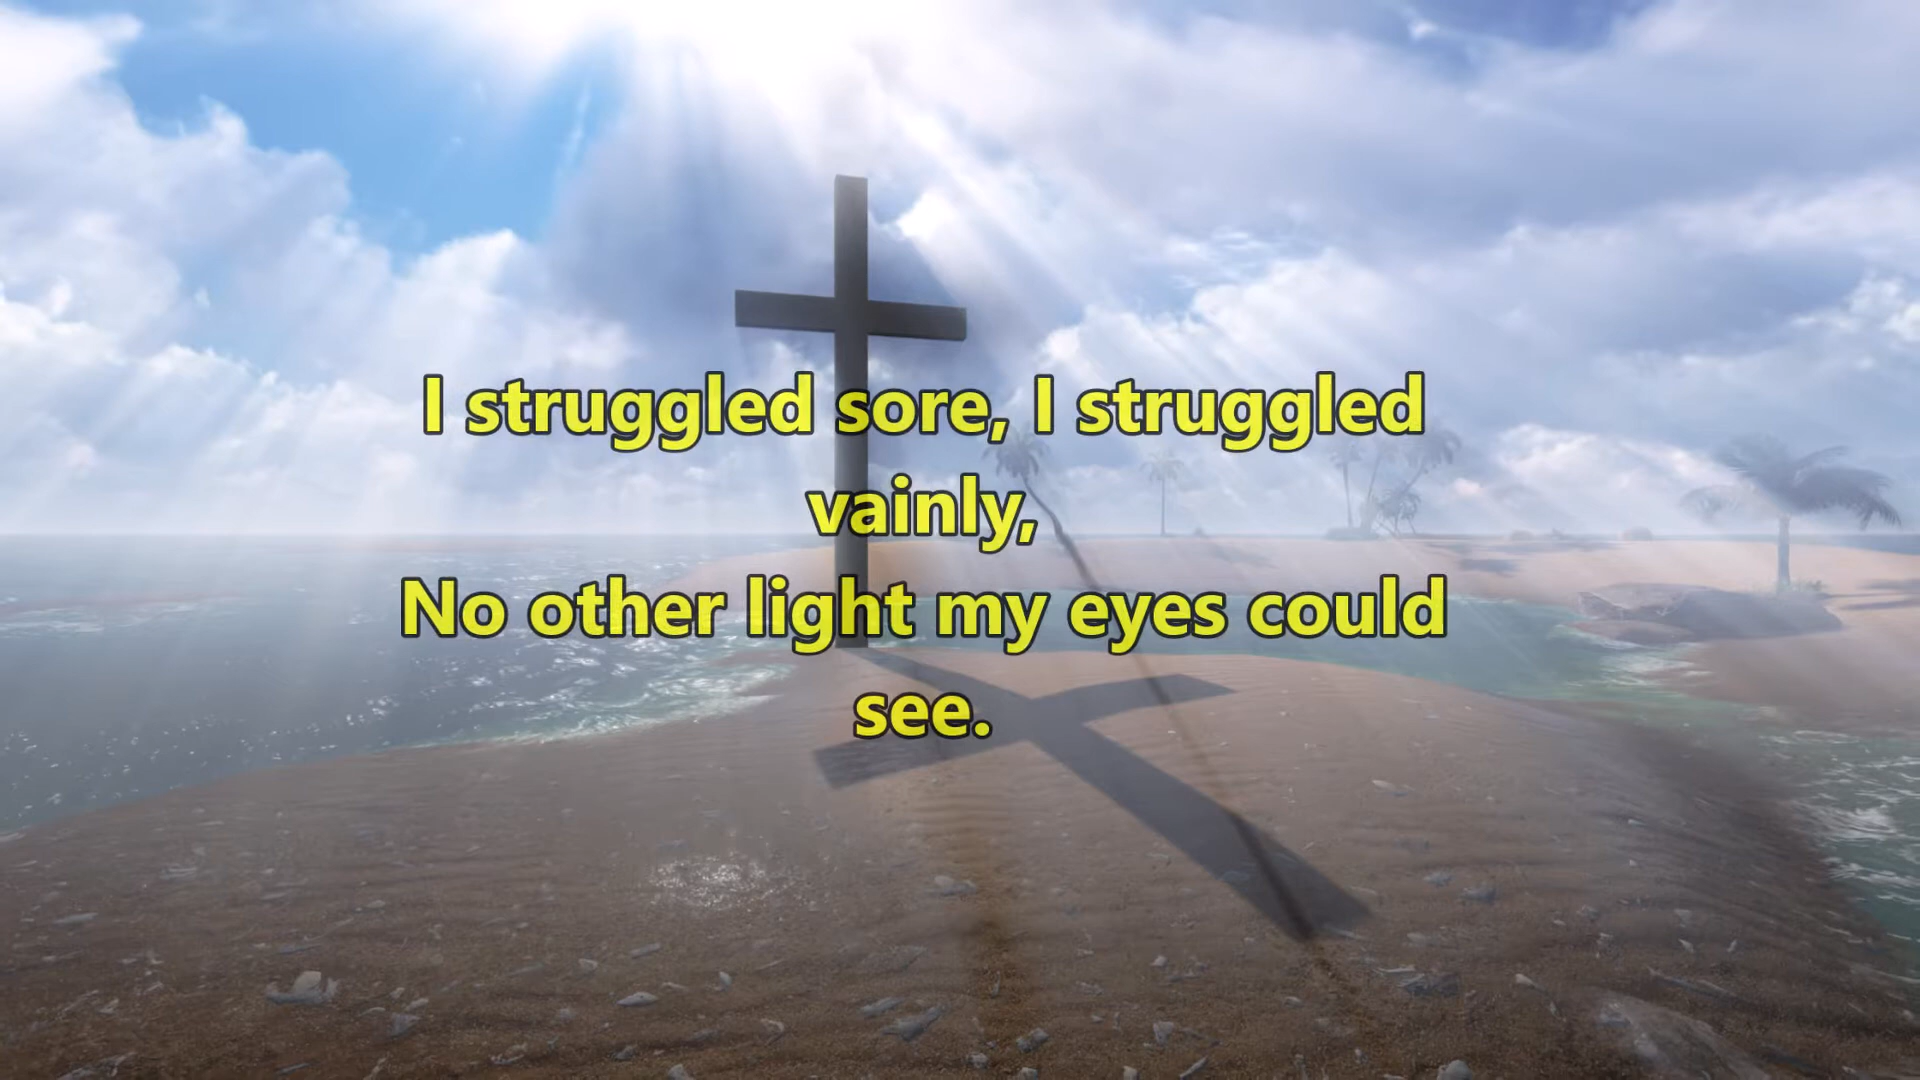 I struggled sore, I struggled
vainly,
No other light my eyes could
see.